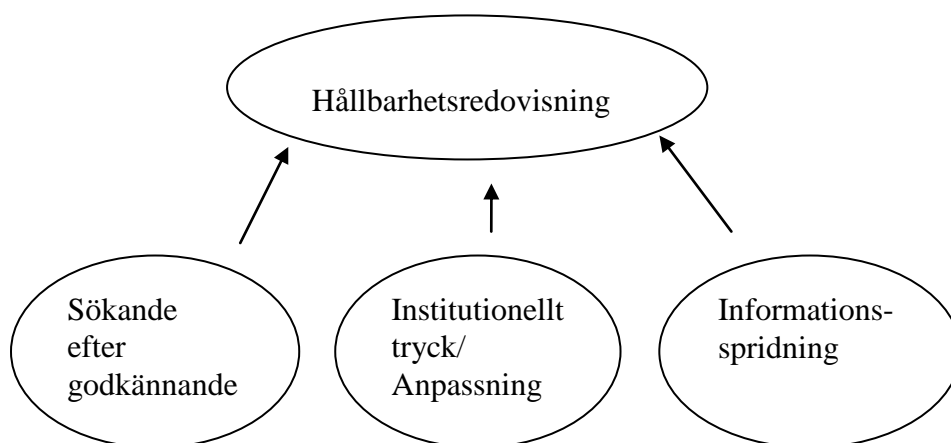 Hållbarhetsredovisning
Sökande
efter
godkännande
Institutionellt
tryck/
Anpassning
Informations-
spridning